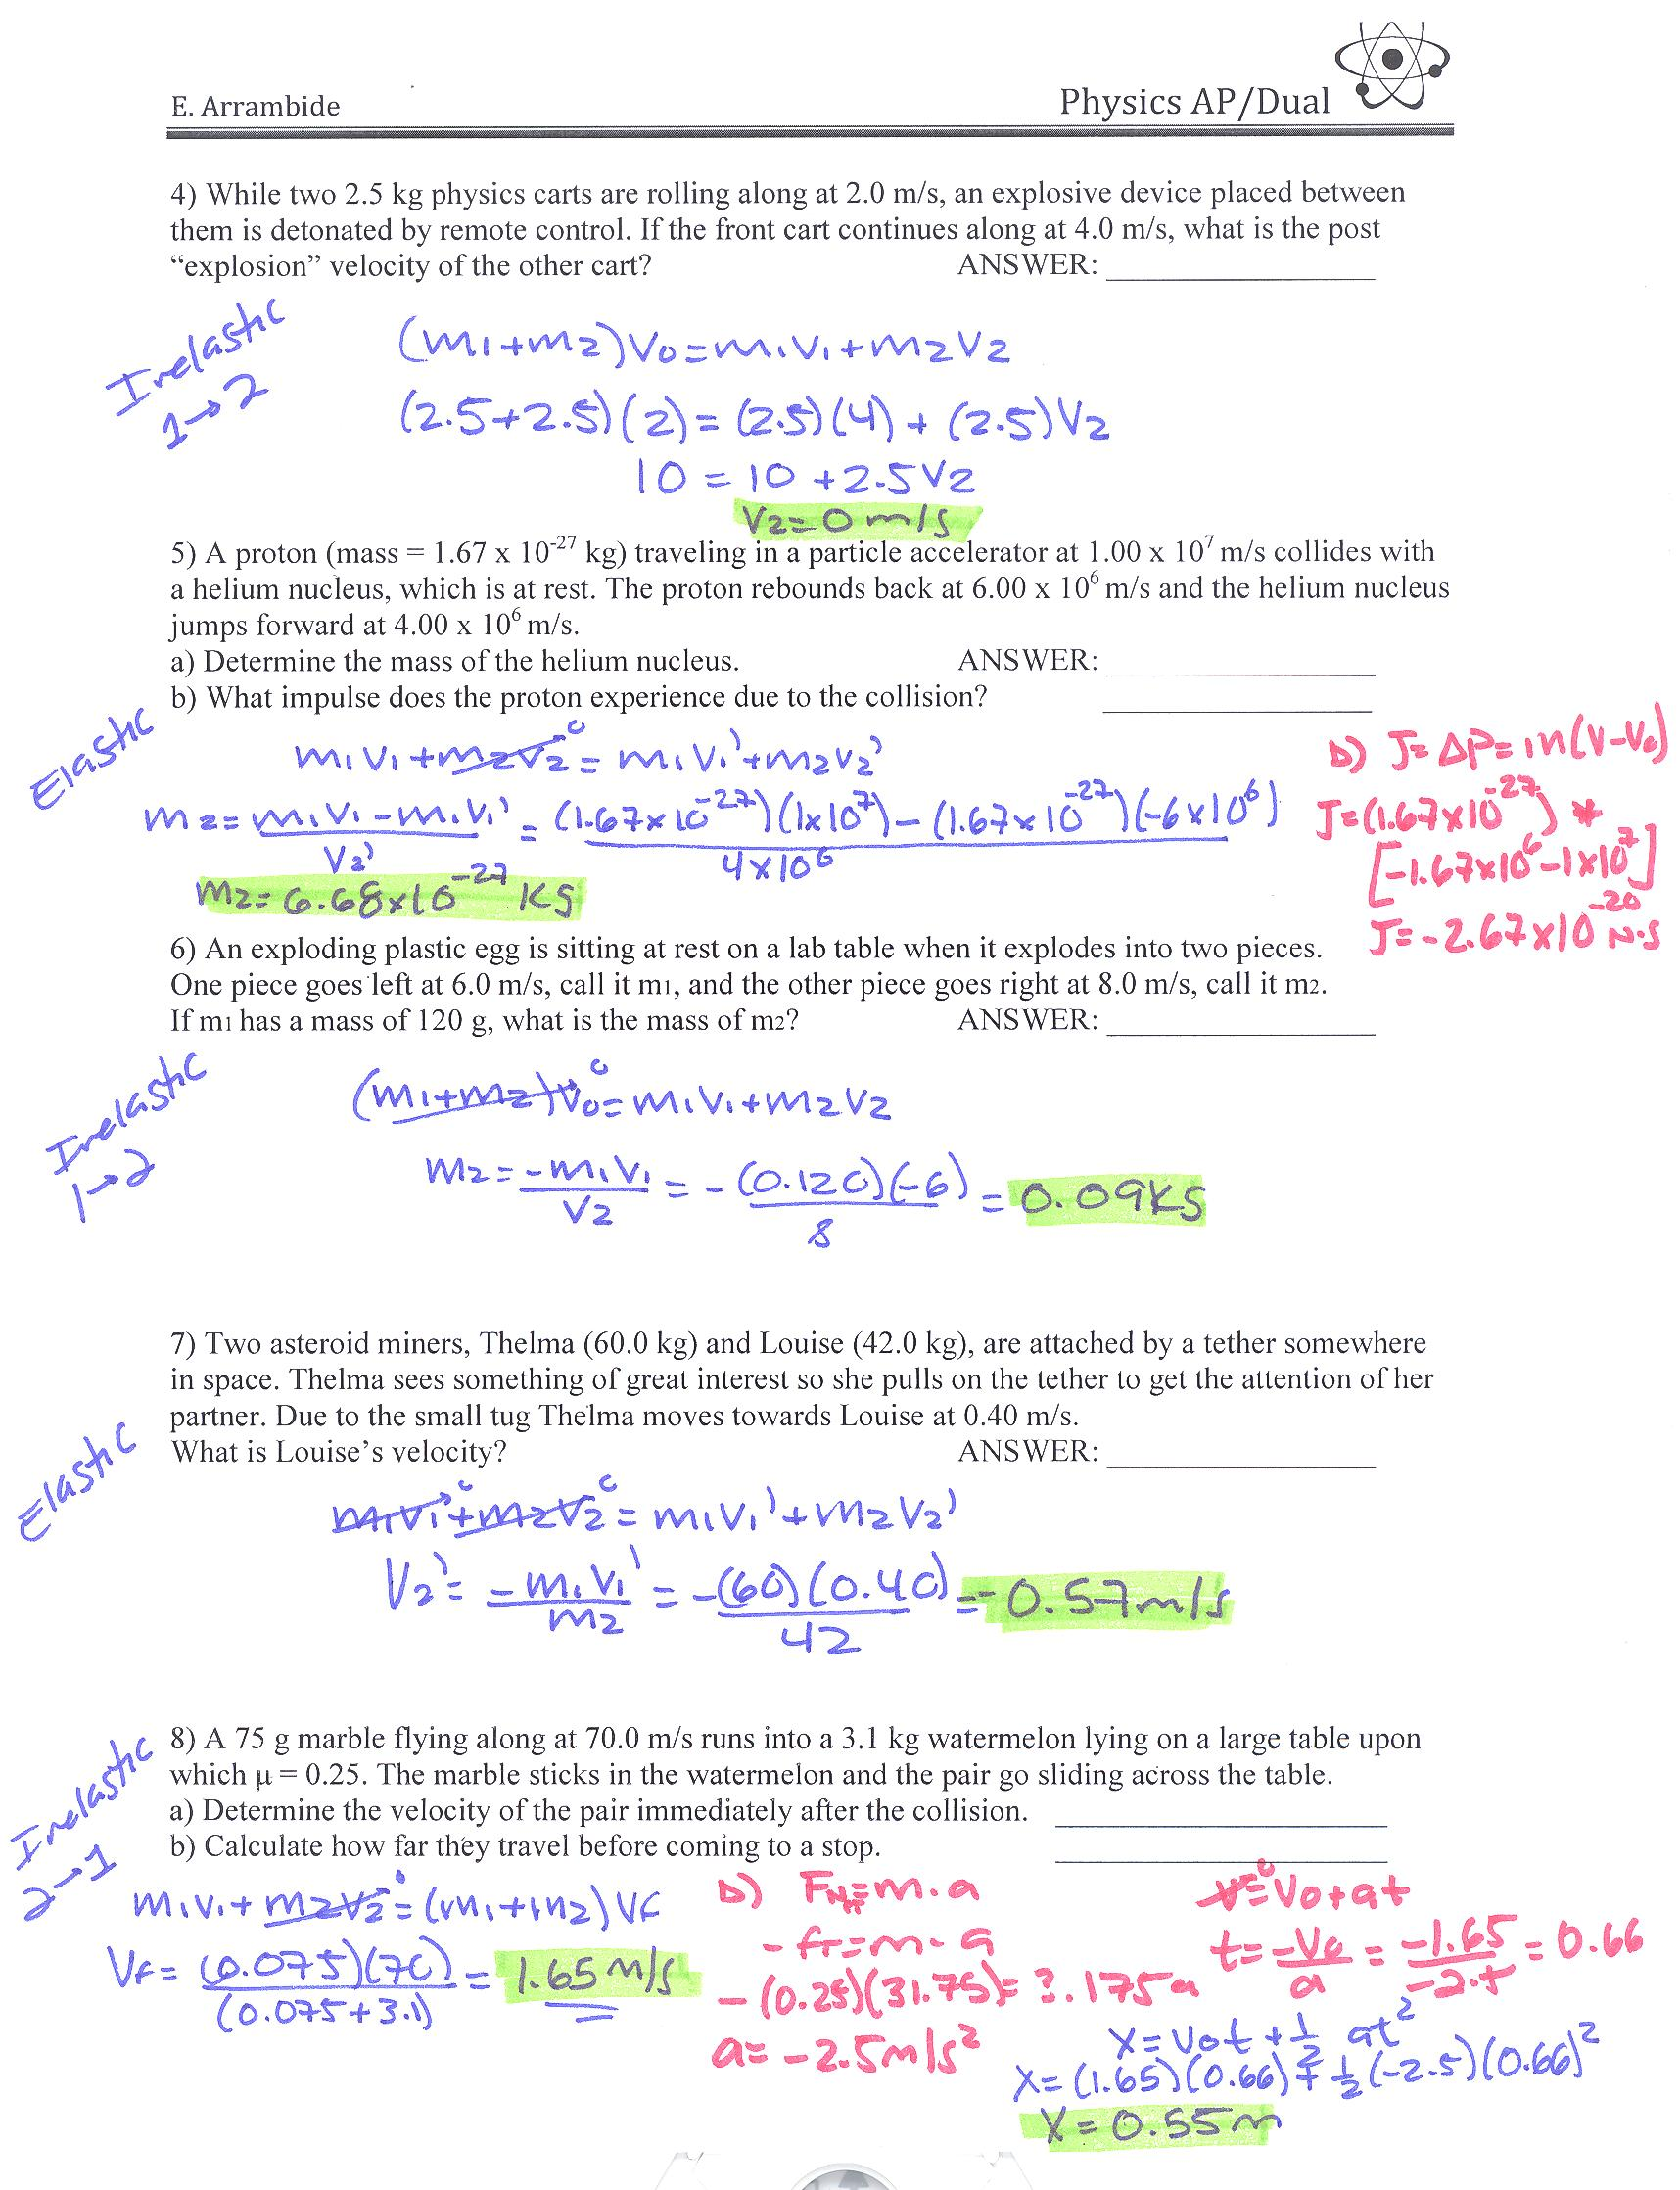 E. Arrambide
Physics AP/Dual
4) While two 2.5 kg physics carts are rolling along at 2.0 m/s, an explosive device placed between
them is detonated by remote control. If the front cart continues along at 4.0 m/s, what is the post
“explosion” velocity of the other cart? ANSWER:
Inelastic
1→2
(m1+m2)V0=m1V1+m2V2
(2.5+2.5)(2)=(2.5)(4)+(2.5)V2
10=10+2.5V2
V2=0m/s
5) A proton (mass = 1.67 x 10⁻²⁷ kg) traveling in a particle accelerator at 1.00 x 10⁷ m/s collides with
a helium nucleus, which is at rest. The proton rebounds back at 6.00 x 10⁶ m/s and the helium nucleus
jumps forward at 4.00 x 10⁶ m/s.
a) Determine the mass of the helium nucleus. ANSWER:
b) What impulse does the proton experience due to the collision?
Elastic
m1V1+m2V2=m1V1'+m2V2'
m2=m1V1-m1V1'/V2'=(1.67x10⁻²⁷)(1x10⁷)-(1.67x10⁻²⁷)(-6x10⁶)/4x10⁶
m2=6.68x10⁻²⁷ kg
b) J=ΔP=m(V-V0)
J=(1.67x10⁻²⁷)*
[-1.67x10⁶-1x10⁷]
J=-2.67x10⁻²⁰ N·s
6) An exploding plastic egg is sitting at rest on a lab table when it explodes into two pieces.
One piece goes left at 6.0 m/s, call it m1, and the other piece goes right at 8.0 m/s, call it m2.
If m1 has a mass of 120 g, what is the mass of m2? ANSWER:
Inelastic
1→2
(m1+m2)V0=m1V1+m2V2
m2=-m1V1/V2=-(0.120)(-6)/8=0.09kg
7) Two asteroid miners, Thelma (60.0 kg) and Louise (42.0 kg), are attached by a tether somewhere
in space. Thelma sees something of great interest so she pulls on the tether to get the attention of her
partner. Due to the small tug Thelma moves towards Louise at 0.40 m/s.
What is Louise’s velocity? ANSWER:
Elastic
m1V1+m2V2=m1V1'+m2V2'
V2'=-m1V1'/m2=-(60)(0.40)/42=-0.57m/s
8) A 75 g marble flying along at 70.0 m/s runs into a 3.1 kg watermelon lying on a large table upon
which μ = 0.25. The marble sticks in the watermelon and the pair go sliding across the table.
a) Determine the velocity of the pair immediately after the collision.
b) Calculate how far they travel before coming to a stop.
Inelastic
2→1
m1V1+m2V2=(m1+m2)Vf
Vf=(0.075)(70)/(0.075+3.1)=1.65m/s
b) =m·a
-fr=m·a
-(0.25)(31.75)=3.175a
a=-2.5m/s²
V=V0+at
t=-V0/a=-1.65/-2.5=0.66
X=V0t+½at²
X=(1.65)(0.66)+½(-2.5)(0.66)²
X=0.55m